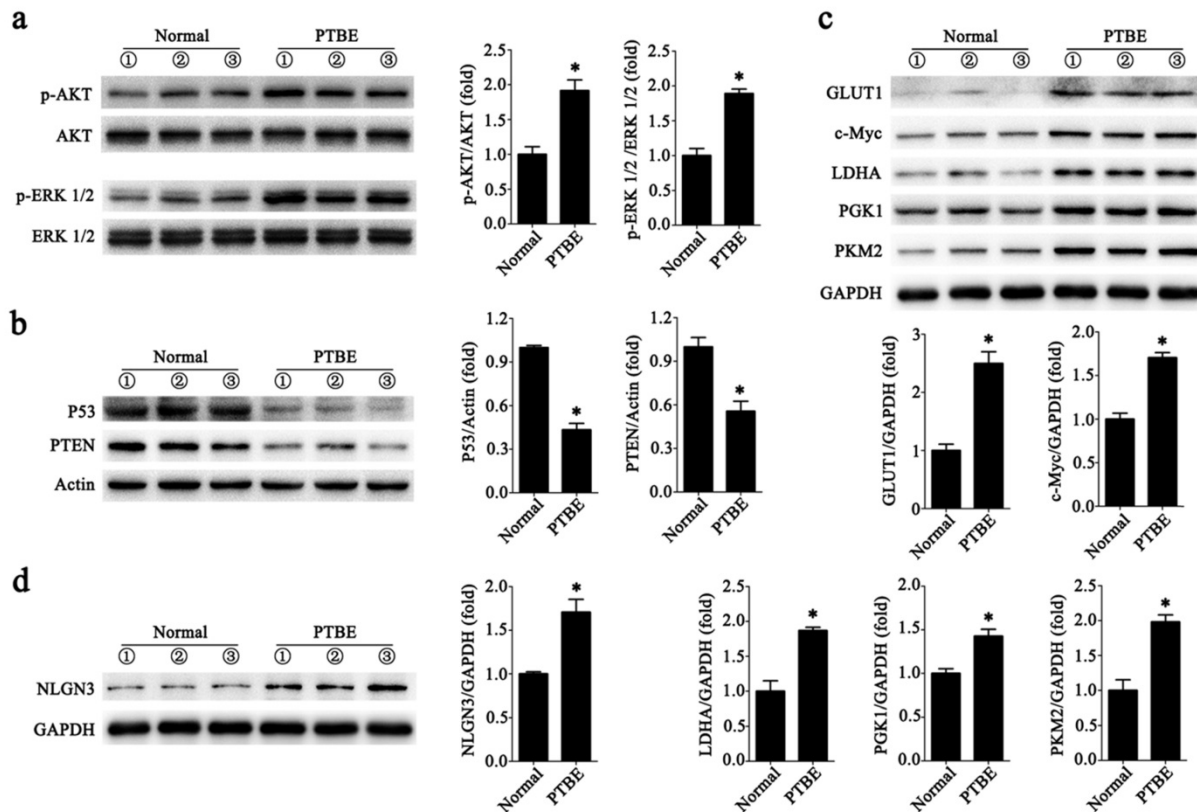 a
Normal PTBE
① ② ③ ① ② ③
p-AKT
AKT
p-ERK 1/2
ERK 1/2
p-AKT/AKT (fold)
2.5
2.0
1.5
1.0
0.5
0.0
*
Normal PTBE
p-ERK 1/2 /ERK 1/2 (fold)
2.5
2.0
1.5
1.0
0.5
0.0
*
Normal PTBE
b
Normal PTBE
① ② ③ ① ② ③
P53
PTEN
Actin
P53/Actin (fold)
1.2
0.9
0.6
0.3
0.0
*
Normal PTBE
PTEN/Actin (fold)
1.2
0.9
0.6
0.3
0.0
*
Normal PTBE
c
Normal PTBE
① ② ③ ① ② ③
GLUT1
c-Myc
LDHA
PGK1
PKM2
GAPDH
GLUT1/GAPDH (fold)
3
2
1
0
*
Normal PTBE
c-Myc/GAPDH (fold)
2.0
1.5
1.0
0.5
0.0
*
Normal PTBE
LDHA/GAPDH (fold)
2.5
2.0
1.5
1.0
0.5
0.0
*
Normal PTBE
PGK1/GAPDH (fold)
2.0
1.5
1.0
0.5
0.0
*
Normal PTBE
PKM2/GAPDH (fold)
2.5
2.0
1.5
1.0
0.5
0.0
*
Normal PTBE
d
Normal PTBE
① ② ③ ① ② ③
NLGN3
GAPDH
NLGN3/GAPDH (fold)
2.0
1.5
1.0
0.5
0.0
*
Normal PTBE